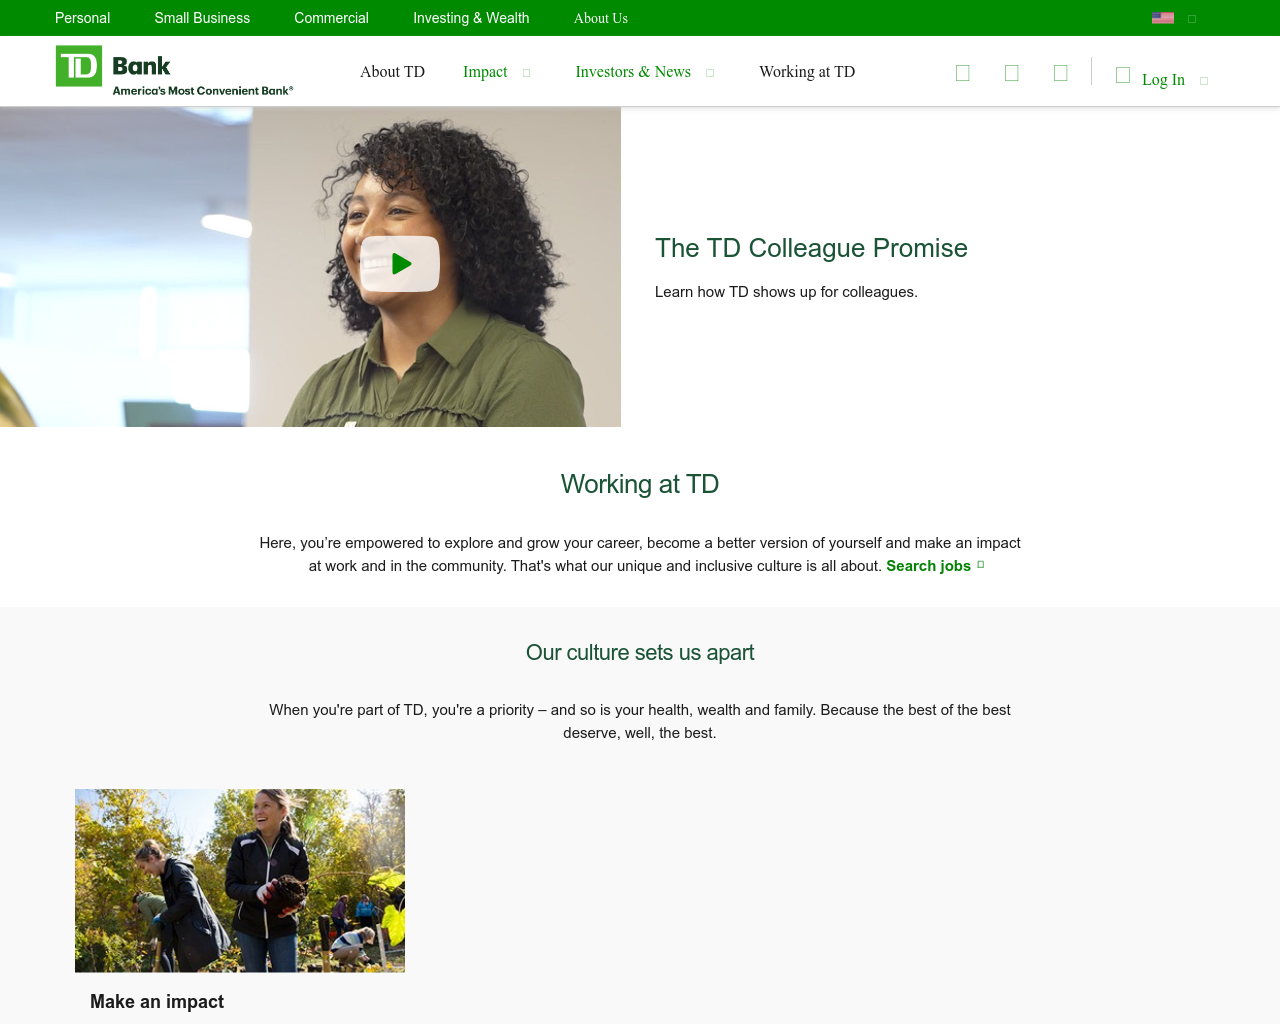 Personal Small Business Commercial Investing & Wealth About Us
TD Bank
America's Most Convenient Bank®
About TD Impact Investors & News Working at TD Log In
The TD Colleague Promise
Learn how TD shows up for colleagues.
Working at TD
Here, you’re empowered to explore and grow your career, become a better version of yourself and make an impact
at work and in the community. That's what our unique and inclusive culture is all about. Search jobs
Our culture sets us apart
When you're part of TD, you're a priority – and so is your health, wealth and family. Because the best of the best
deserve, well, the best.
Make an impact